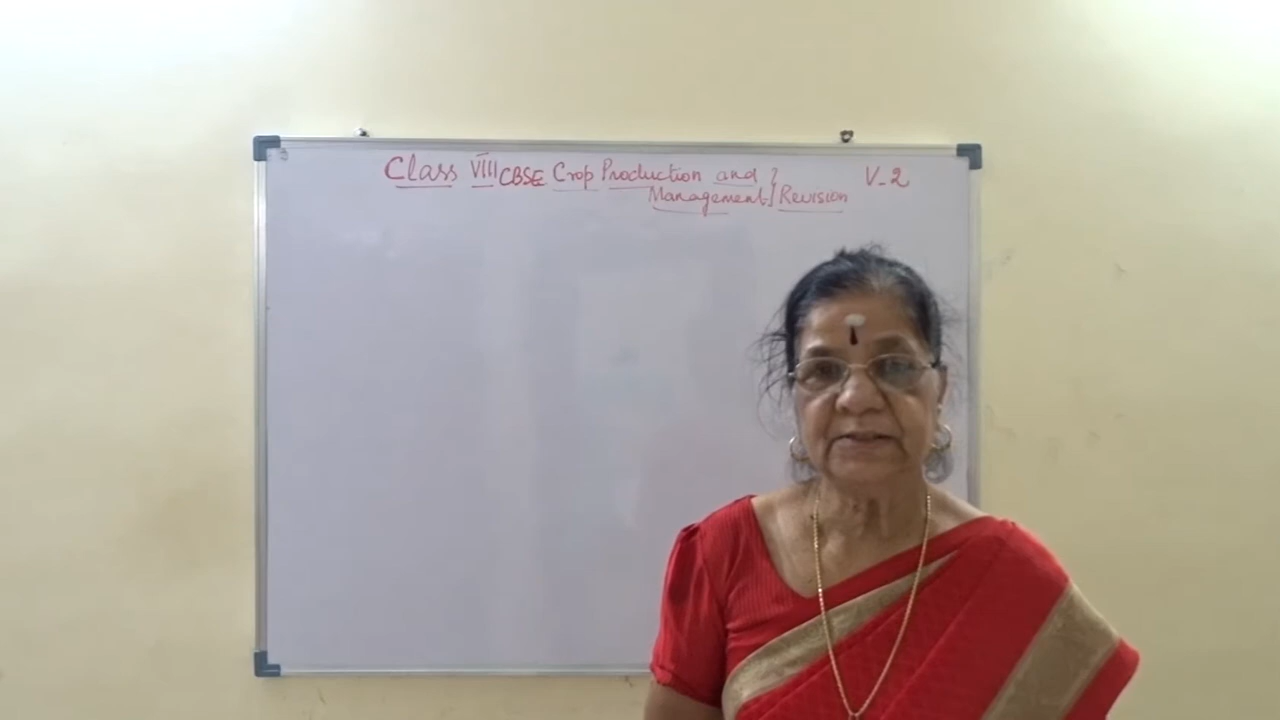 Class VIII CBSE Crop Production and } V-2
Management } Revision